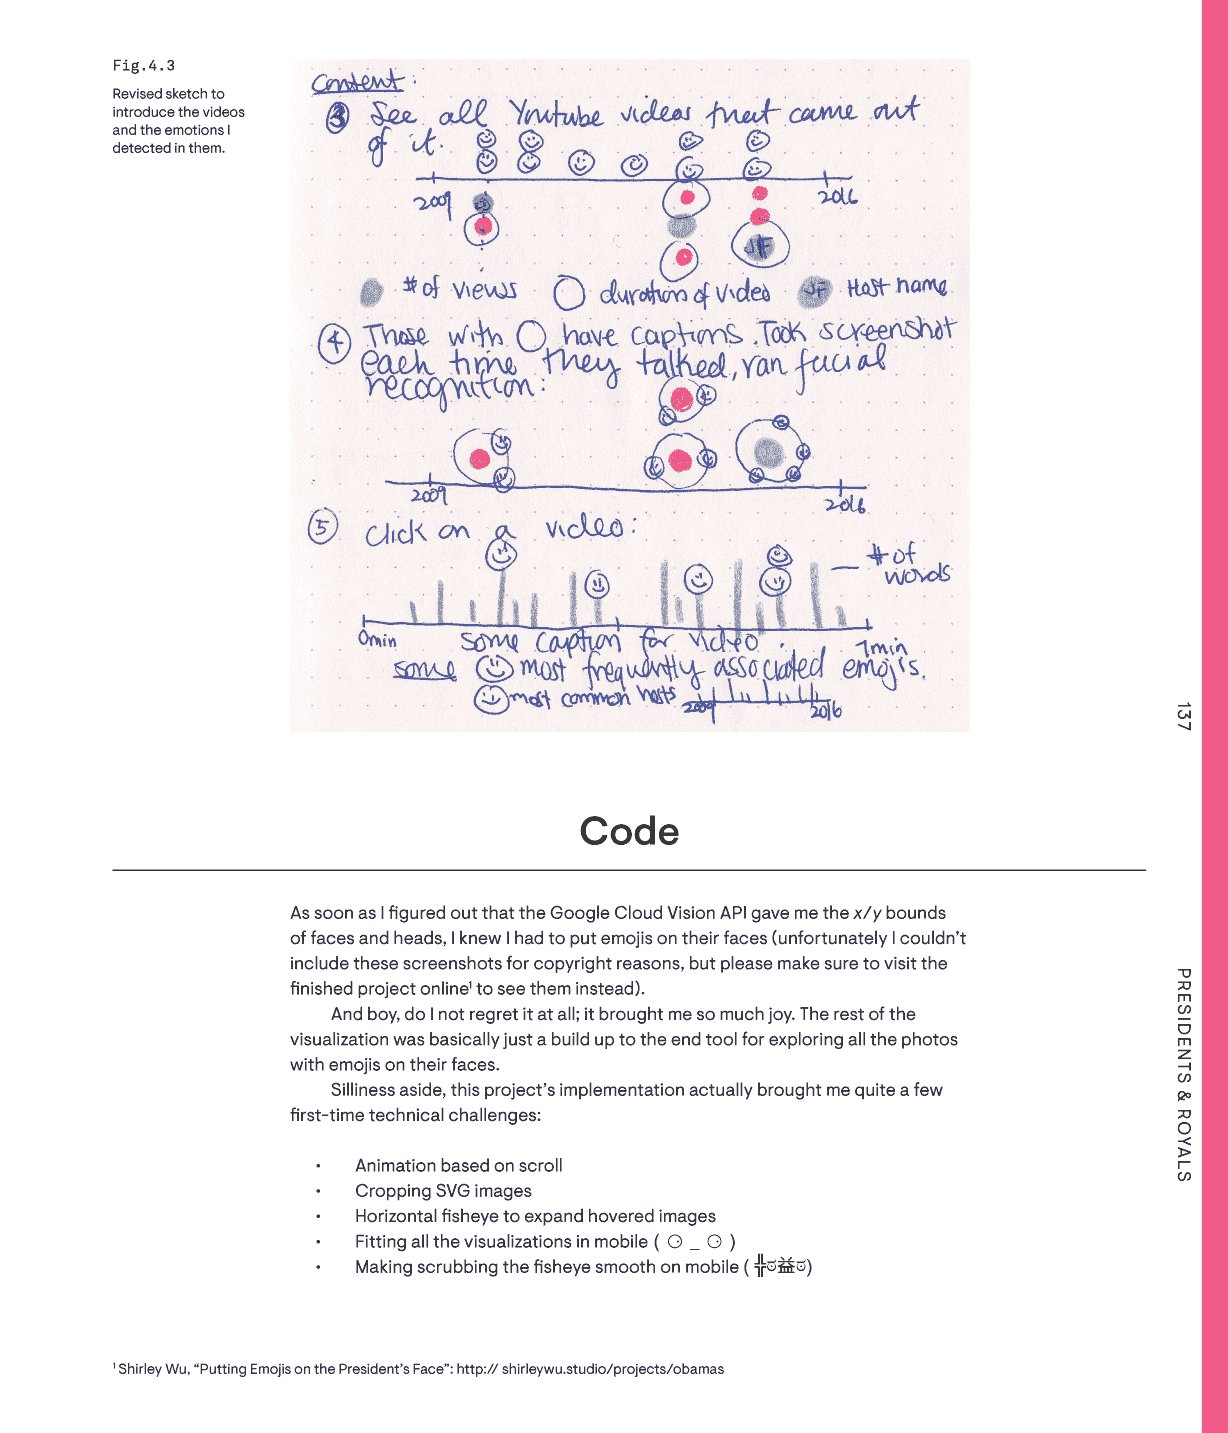 Fig.4.3
Revised sketch to
introduce the videos
and the emotions I
detected in them.
Content:
③ See all Youtube videos that came out
of it.
2009
2016
JF
# of views
duration of video
JF
Host name
④ Those with ○ have captions. Took screenshot
each time they talked, ran facial
recognition:
2009
2016
⑤ Click on a video:
# of
words
0min
some caption for video
1min
some most frequently associated emojis.
most common hosts
2009
2016
137
Code
As soon as I figured out that the Google Cloud Vision API gave me the x/y bounds
of faces and heads, I knew I had to put emojis on their faces (unfortunately I couldn't
include these screenshots for copyright reasons, but please make sure to visit the
finished project online¹ to see them instead).
And boy, do I not regret it at all; it brought me so much joy. The rest of the
visualization was basically just a build up to the end tool for exploring all the photos
with emojis on their faces.
Silliness aside, this project's implementation actually brought me quite a few
first-time technical challenges:
• Animation based on scroll
• Cropping SVG images
• Horizontal fisheye to expand hovered images
• Fitting all the visualizations in mobile ( ⚆ _ ⚆ )
• Making scrubbing the fisheye smooth on mobile ( ╬ಠ益ಠ)
PRESIDENTS & ROYALS
¹ Shirley Wu, “Putting Emojis on the President's Face”: http:// shirleywu.studio/projects/obamas